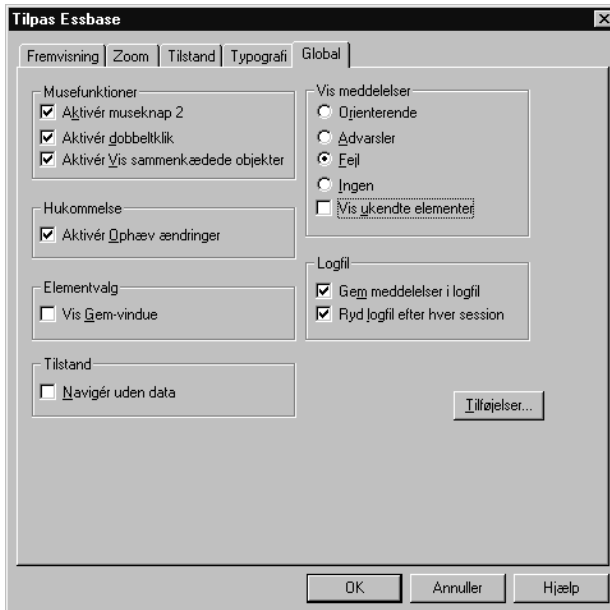 Tilpas Essbase
Fremvisning Zoom Tilstand Typografi Global
Musefunktioner
Aktivér museknap 2
Aktivér dobbeltklik
Aktivér Vis sammenkædede objekter
Hukommelse
Aktivér Ophæv ændringer
Elementvalg
Vis Gem-vindue
Tilstand
Navigér uden data
Vis meddelelser
Orienterende
Advarsler
Fejl
Ingen
Vis ukendte elementer
Logfil
Gem meddelelser i logfil
Ryd logfil efter hver session
Tilføjelser...
OK Annuller Hjælp